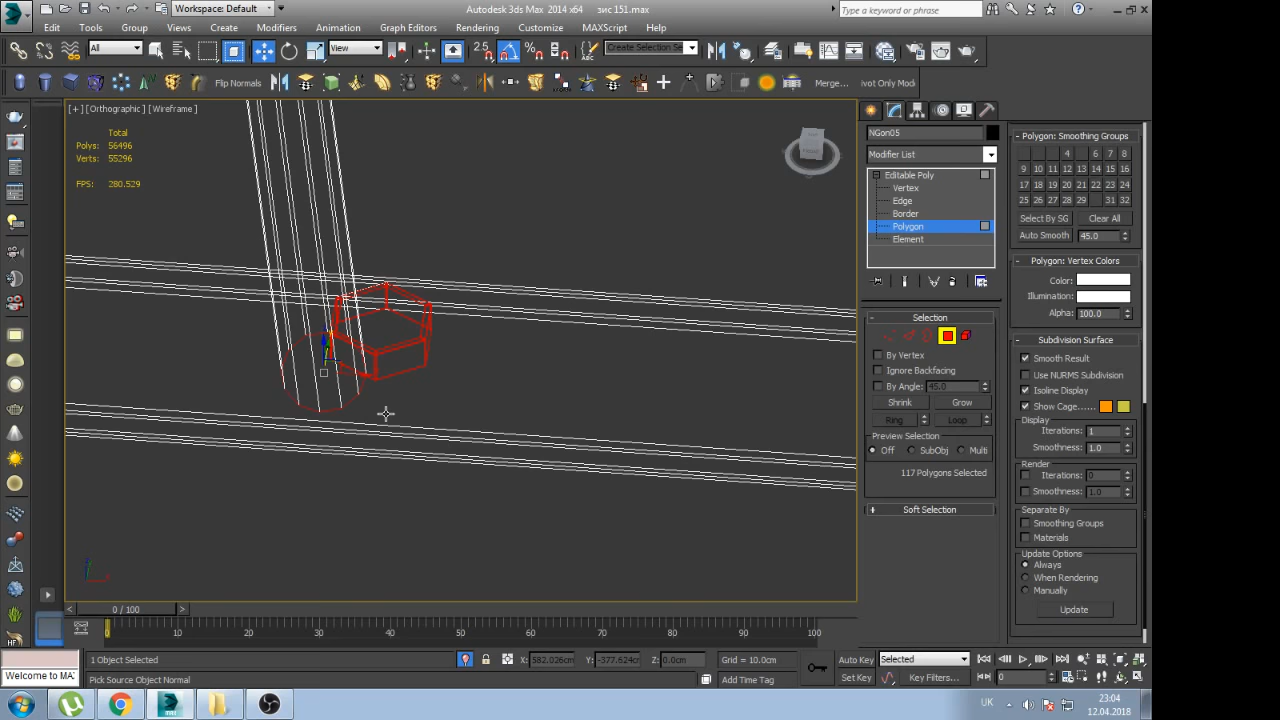 Workspace: Default
Autodesk 3ds Max 2014 x64
зис 151.max
Type a keyword or phrase
Edit
Tools
Group
Views
Create
Modifiers
Animation
Graph Editors
Rendering
Customize
MAXScript
Help
All
View
2.5
Create Selection Se
Flip Normals
Merge...
ivot Only Mod
[+] [Orthographic] [Wireframe]
Total
Polys: 56496
Verts: 55296
FPS: 280.529
NGon05
Modifier List
Editable Poly
Vertex
Edge
Border
Polygon
Element
Selection
By Vertex
Ignore Backfacing
By Angle: 45.0
Shrink
Grow
Ring
Loop
Preview Selection
Off
SubObj
Multi
117 Polygons Selected
Soft Selection
Polygon: Smoothing Groups
4 6 7 8
9 10 11 12 13 14 15 16
17 18 19 20 21 22 23 24
25 26 27 28 29 31 32
Select By SG
Clear All
Auto Smooth
45.0
Polygon: Vertex Colors
Color:
Illumination:
Alpha: 100.0
Subdivision Surface
Smooth Result
Use NURMS Subdivision
Isoline Display
Show Cage......
Display
Iterations: 1
Smoothness: 1.0
Render
Iterations: 0
Smoothness: 1.0
Separate By
Smoothing Groups
Materials
Update Options
Always
When Rendering
Manually
Update
0 / 100
0 10 20 30 40 50 60 70 80 90 100
HF
1 Object Selected
X: 582.026cm
Y: -377.624cm
Z: 0.0cm
Grid = 10.0cm
Auto Key
Selected
Welcome to MAX
Pick Source Object Normal
Add Time Tag
Set Key
Key Filters...
0
UK
23:04
12.04.2018